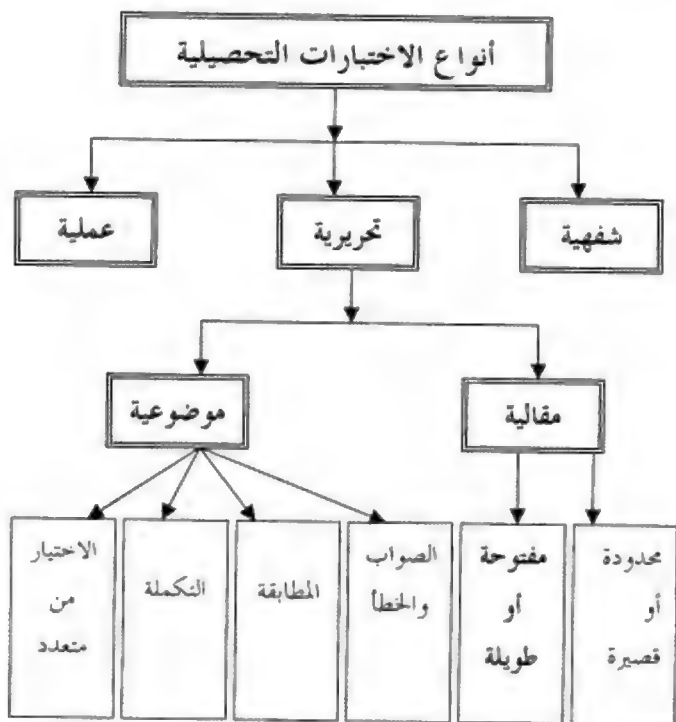 أنواع الاختبارات التحصيلية
شفهية
تحريرية
عملية
مقالية
موضوعية
محدودة
أو
قصيرة
مفتوحة
أو
طويلة
الصواب
والخطأ
المطابقة
التكملة
الاختيار
من
متعدد